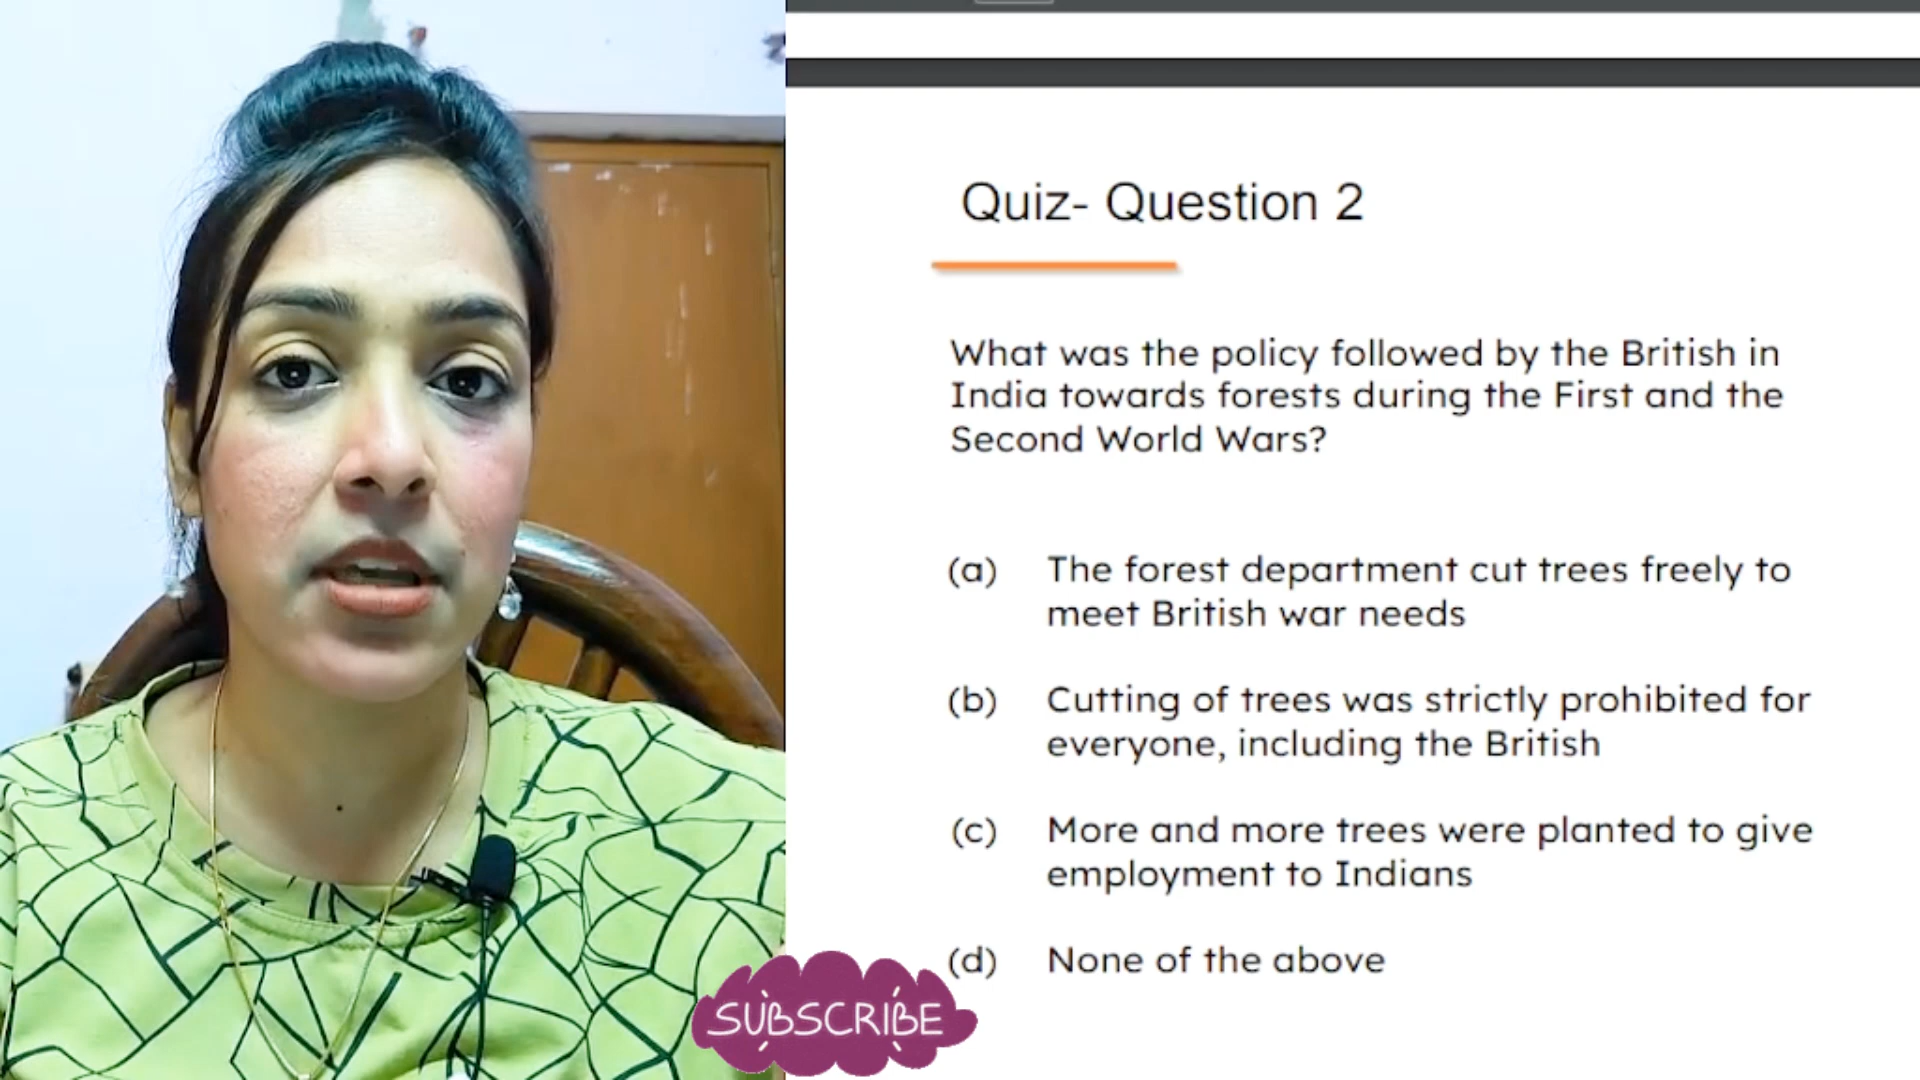 Quiz- Question 2
What was the policy followed by the British in
India towards forests during the First and the
Second World Wars?
(a) The forest department cut trees freely to
meet British war needs
(b) Cutting of trees was strictly prohibited for
everyone, including the British
(c) More and more trees were planted to give
employment to Indians
(d) None of the above
SUBSCRIBE